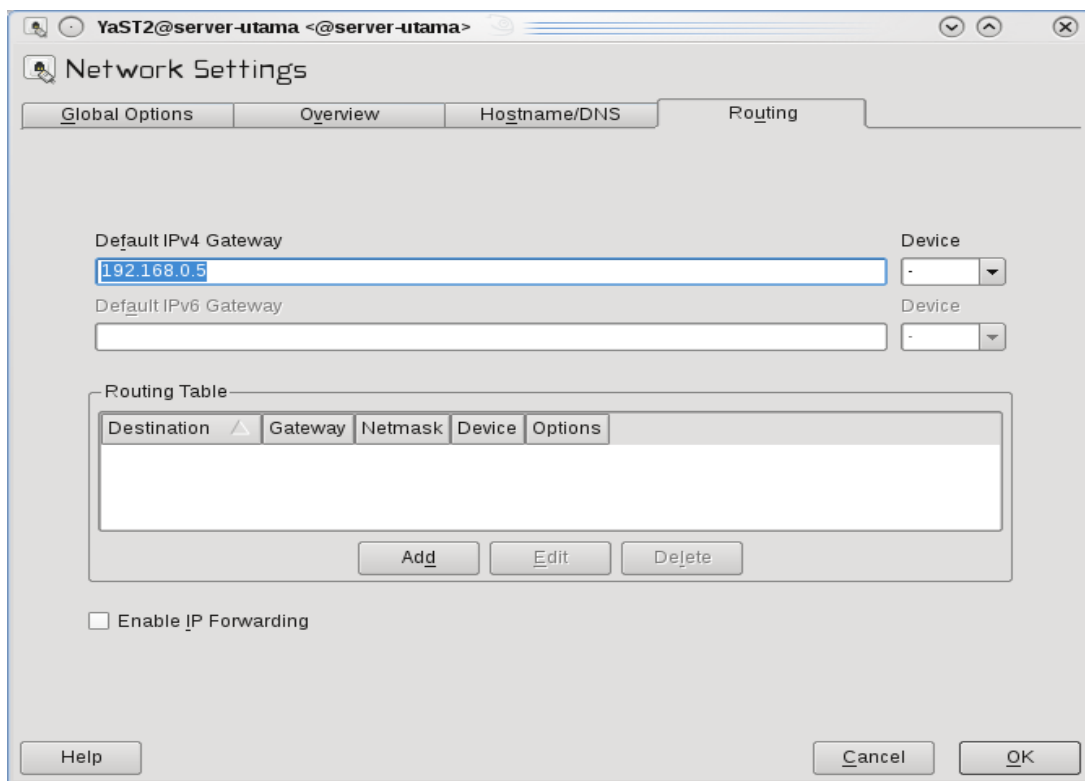 YaST2@server-utama <@server-utama>
Network Settings
Global Options Overview Hostname/DNS Routing
Default IPv4 Gateway Device
192.168.0.5 -
Default IPv6 Gateway Device
-
Routing Table
Destination Gateway Netmask Device Options
Add Edit Delete
Enable IP Forwarding
Help Cancel OK